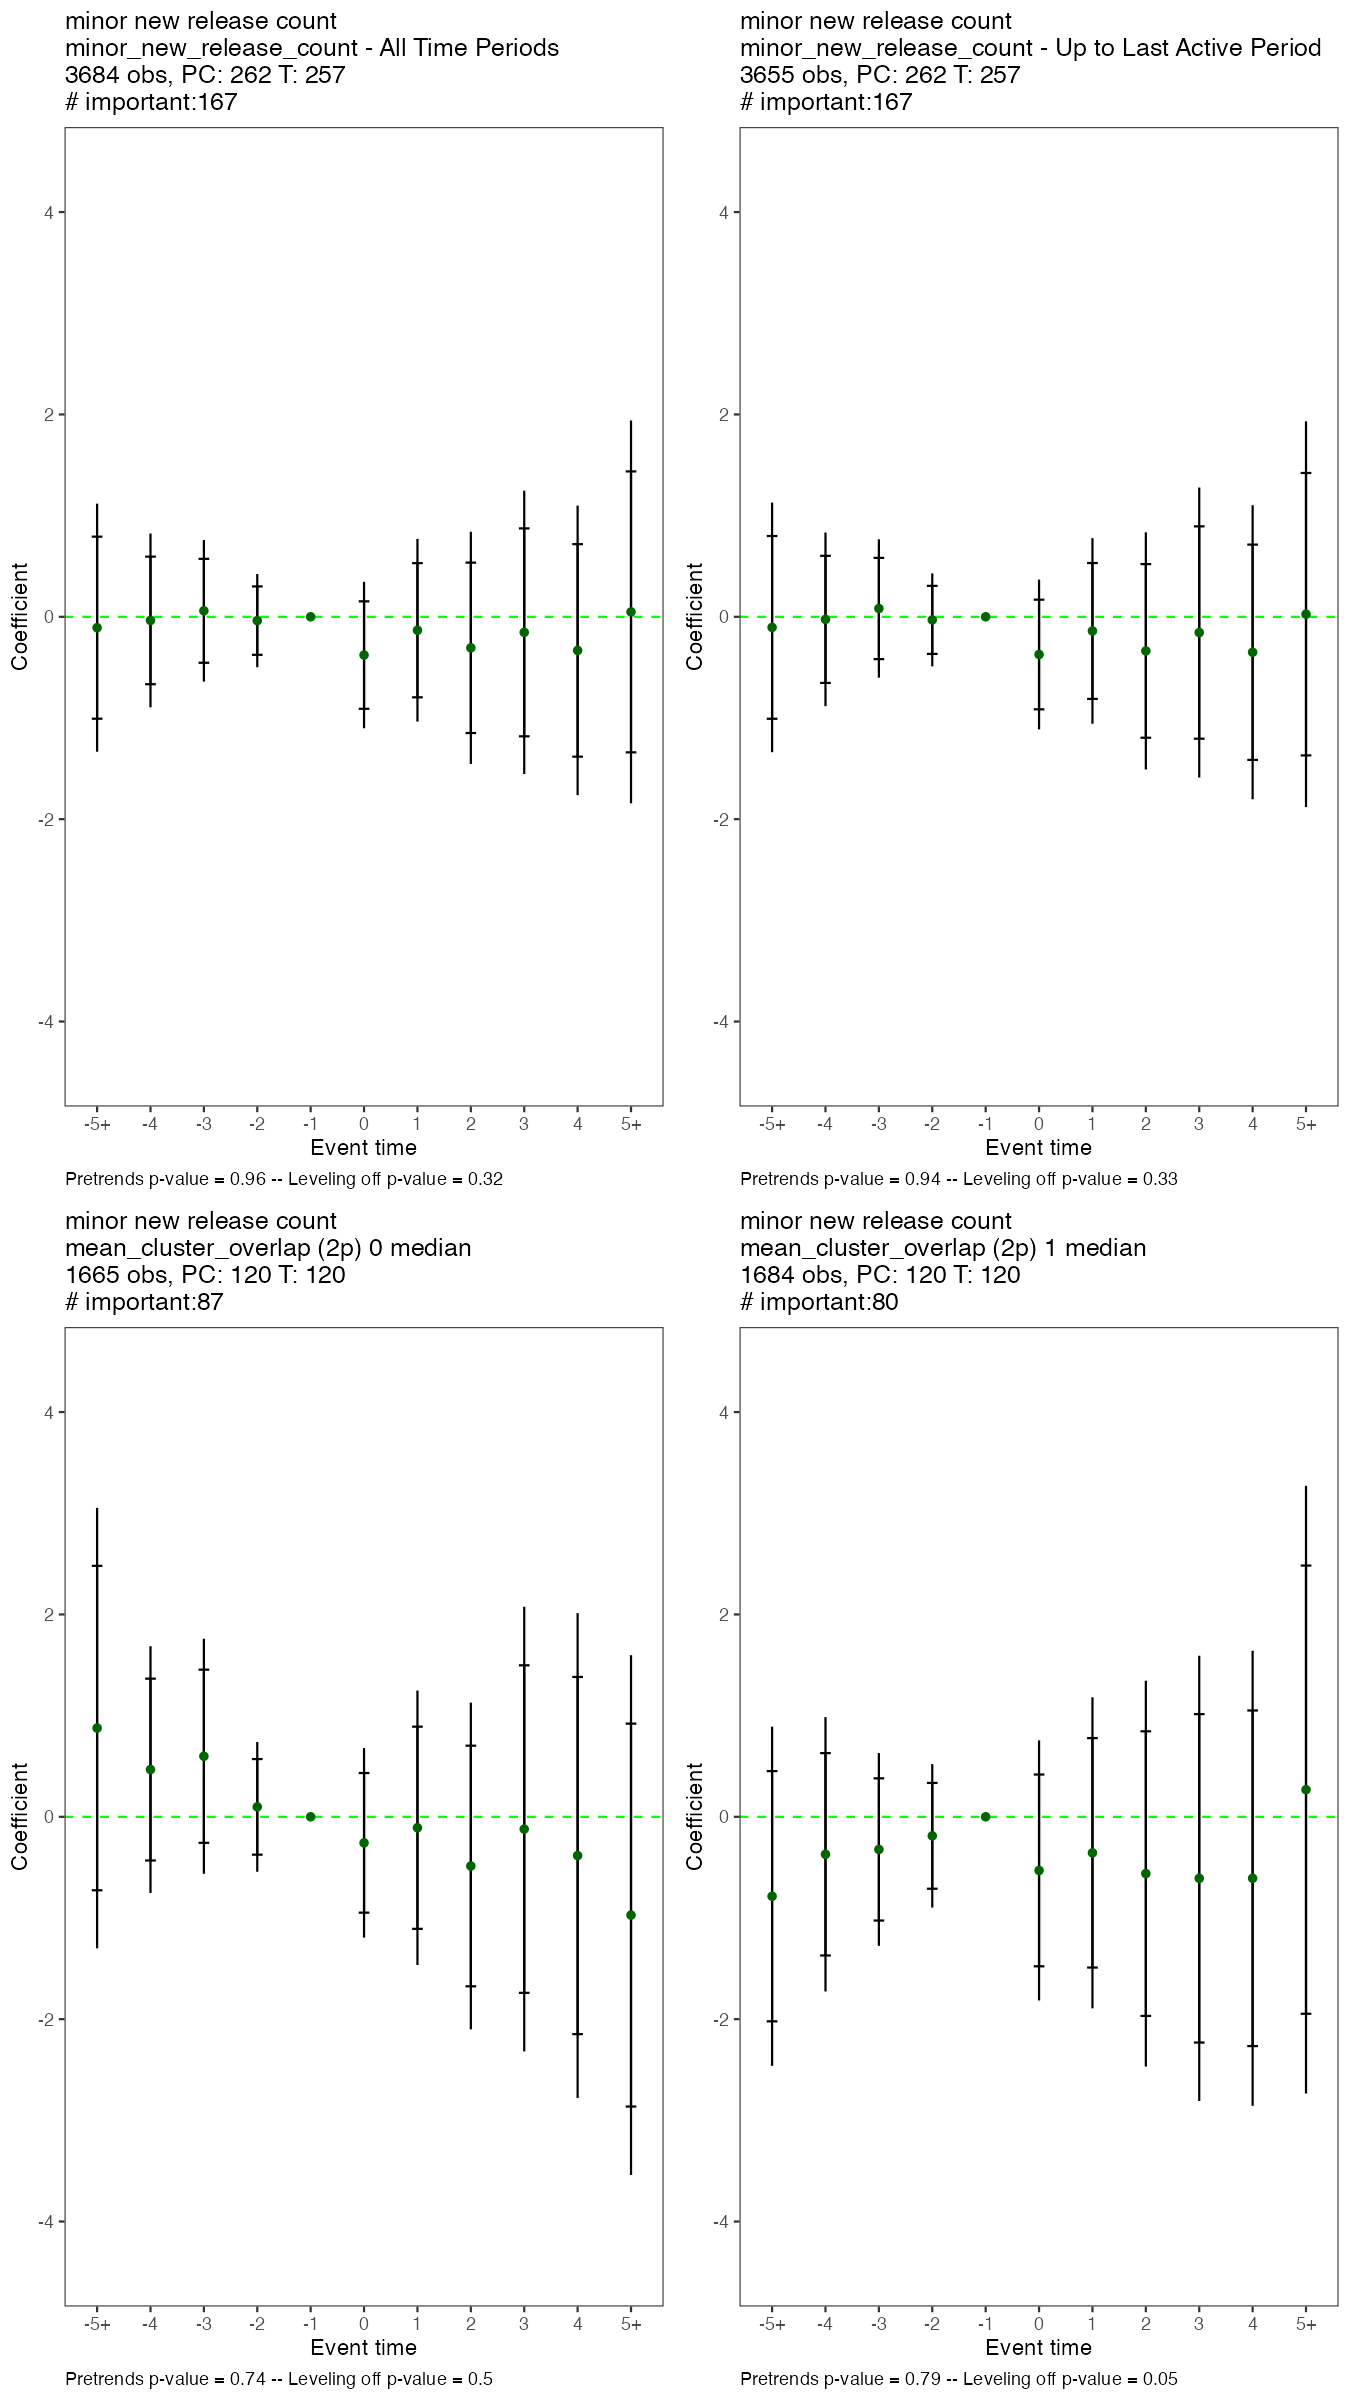 minor new release count
minor_new_release_count - All Time Periods
3684 obs, PC: 262 T: 257
# important:167
Coefficient
4
2
0
-2
-4
-5+ -4 -3 -2 -1 0 1 2 3 4 5+
Event time
Pretrends p-value = 0.96 -- Leveling off p-value = 0.32
minor new release count
minor_new_release_count - Up to Last Active Period
3655 obs, PC: 262 T: 257
# important:167
Coefficient
4
2
0
-2
-4
-5+ -4 -3 -2 -1 0 1 2 3 4 5+
Event time
Pretrends p-value = 0.94 -- Leveling off p-value = 0.33
minor new release count
mean_cluster_overlap (2p) 0 median
1665 obs, PC: 120 T: 120
# important:87
Coefficient
4
2
0
-2
-4
-5+ -4 -3 -2 -1 0 1 2 3 4 5+
Event time
Pretrends p-value = 0.74 -- Leveling off p-value = 0.5
minor new release count
mean_cluster_overlap (2p) 1 median
1684 obs, PC: 120 T: 120
# important:80
Coefficient
4
2
0
-2
-4
-5+ -4 -3 -2 -1 0 1 2 3 4 5+
Event time
Pretrends p-value = 0.79 -- Leveling off p-value = 0.05